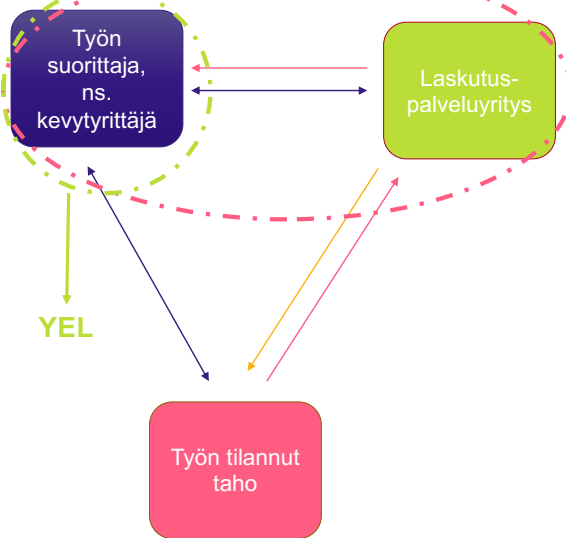 Työn
suorittaja,
ns.
kevytyrittäjä
Laskutus-
palveluyritys
YEL
Työn tilannut
taho